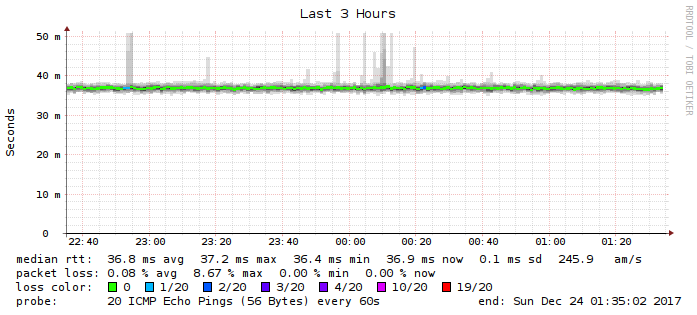 Last 3 Hours
RRDTOOL / TOBI OETIKER
Seconds
50 m
40 m
30 m
20 m
10 m
0
22:40 23:00 23:20 23:40 00:00 00:20 00:40 01:00 01:20
median rtt: 36.8 ms avg 37.2 ms max 36.4 ms min 36.9 ms now 0.1 ms sd 245.9 am/s
packet loss: 0.08 % avg 8.67 % max 0.00 % min 0.00 % now
loss color: 0 1/20 2/20 3/20 4/20 10/20 19/20
probe: 20 ICMP Echo Pings (56 Bytes) every 60s end: Sun Dec 24 01:35:02 2017